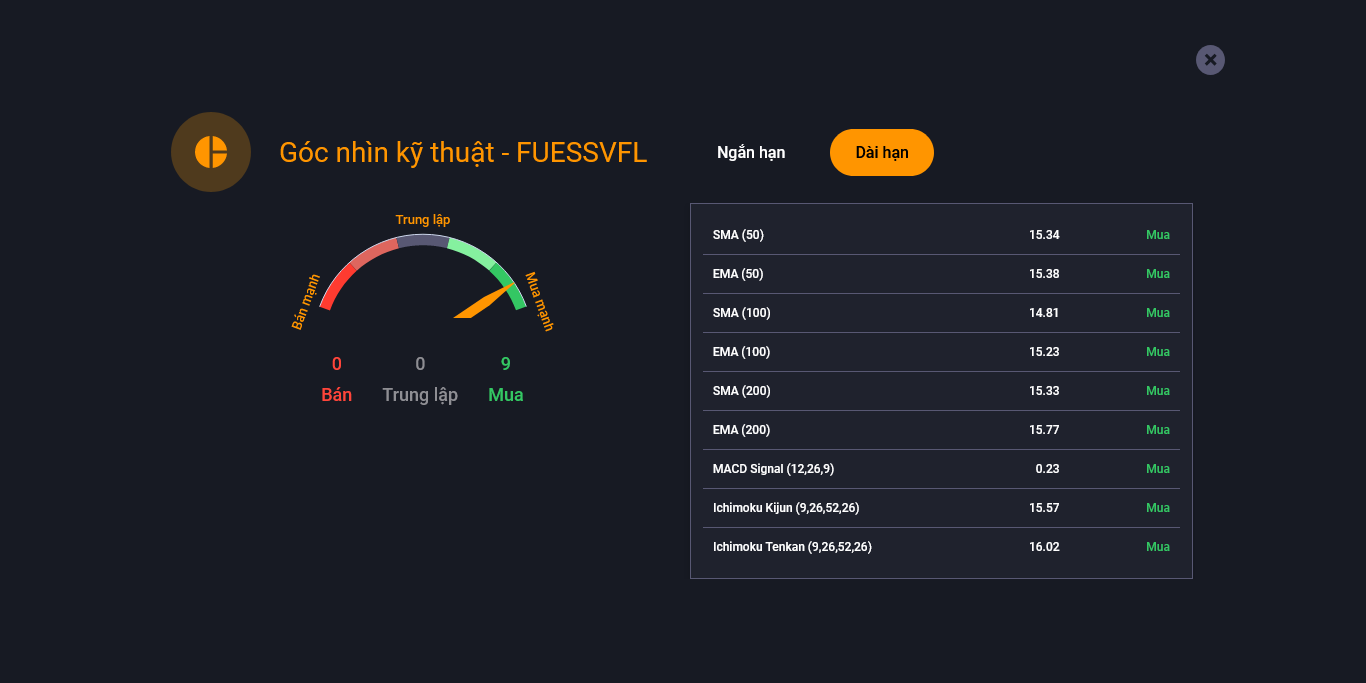 Góc nhìn kỹ thuật - FUESSVFL
Ngắn hạn
Dài hạn
Trung lập
Bán mạnh
Mua mạnh
0 0 9
Bán Trung lập Mua
SMA (50) 15.34 Mua
EMA (50) 15.38 Mua
SMA (100) 14.81 Mua
EMA (100) 15.23 Mua
SMA (200) 15.33 Mua
EMA (200) 15.77 Mua
MACD Signal (12,26,9) 0.23 Mua
Ichimoku Kijun (9,26,52,26) 15.57 Mua
Ichimoku Tenkan (9,26,52,26) 16.02 Mua